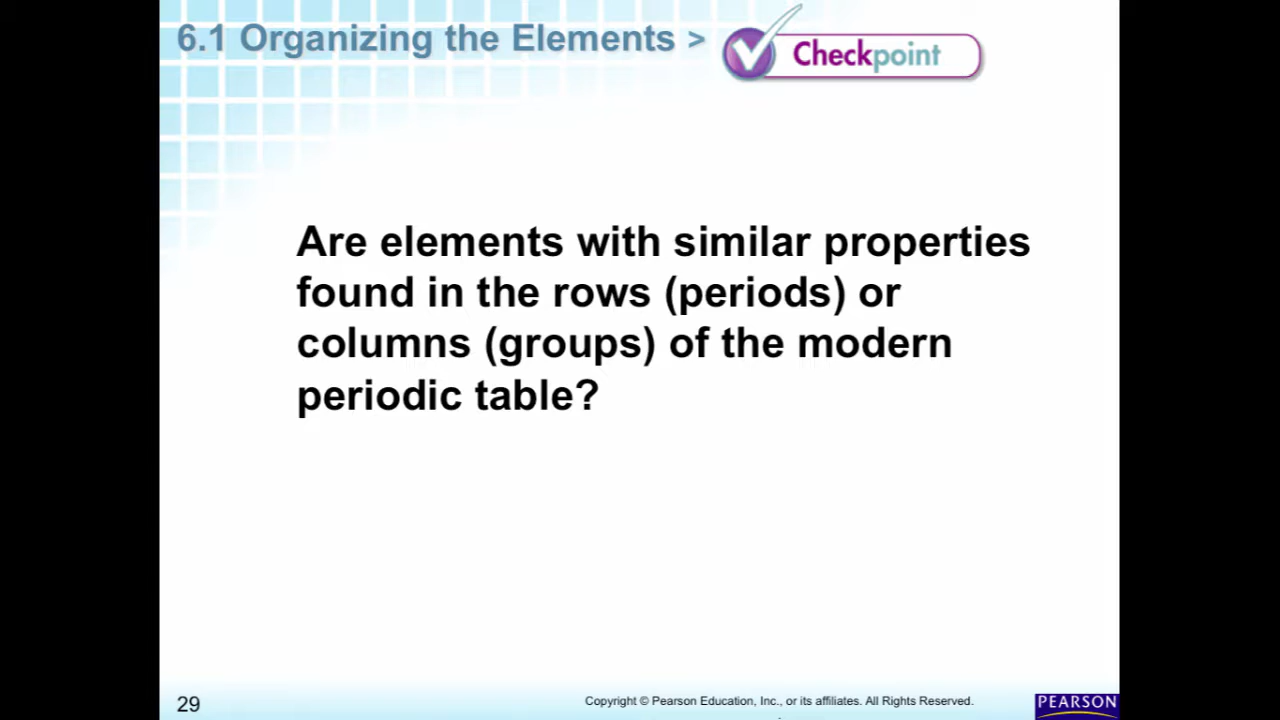 6.1 Organizing the Elements > Checkpoint
Are elements with similar properties
found in the rows (periods) or
columns (groups) of the modern
periodic table?
29 Copyright © Pearson Education, Inc., or its affiliates. All Rights Reserved. PEARSON